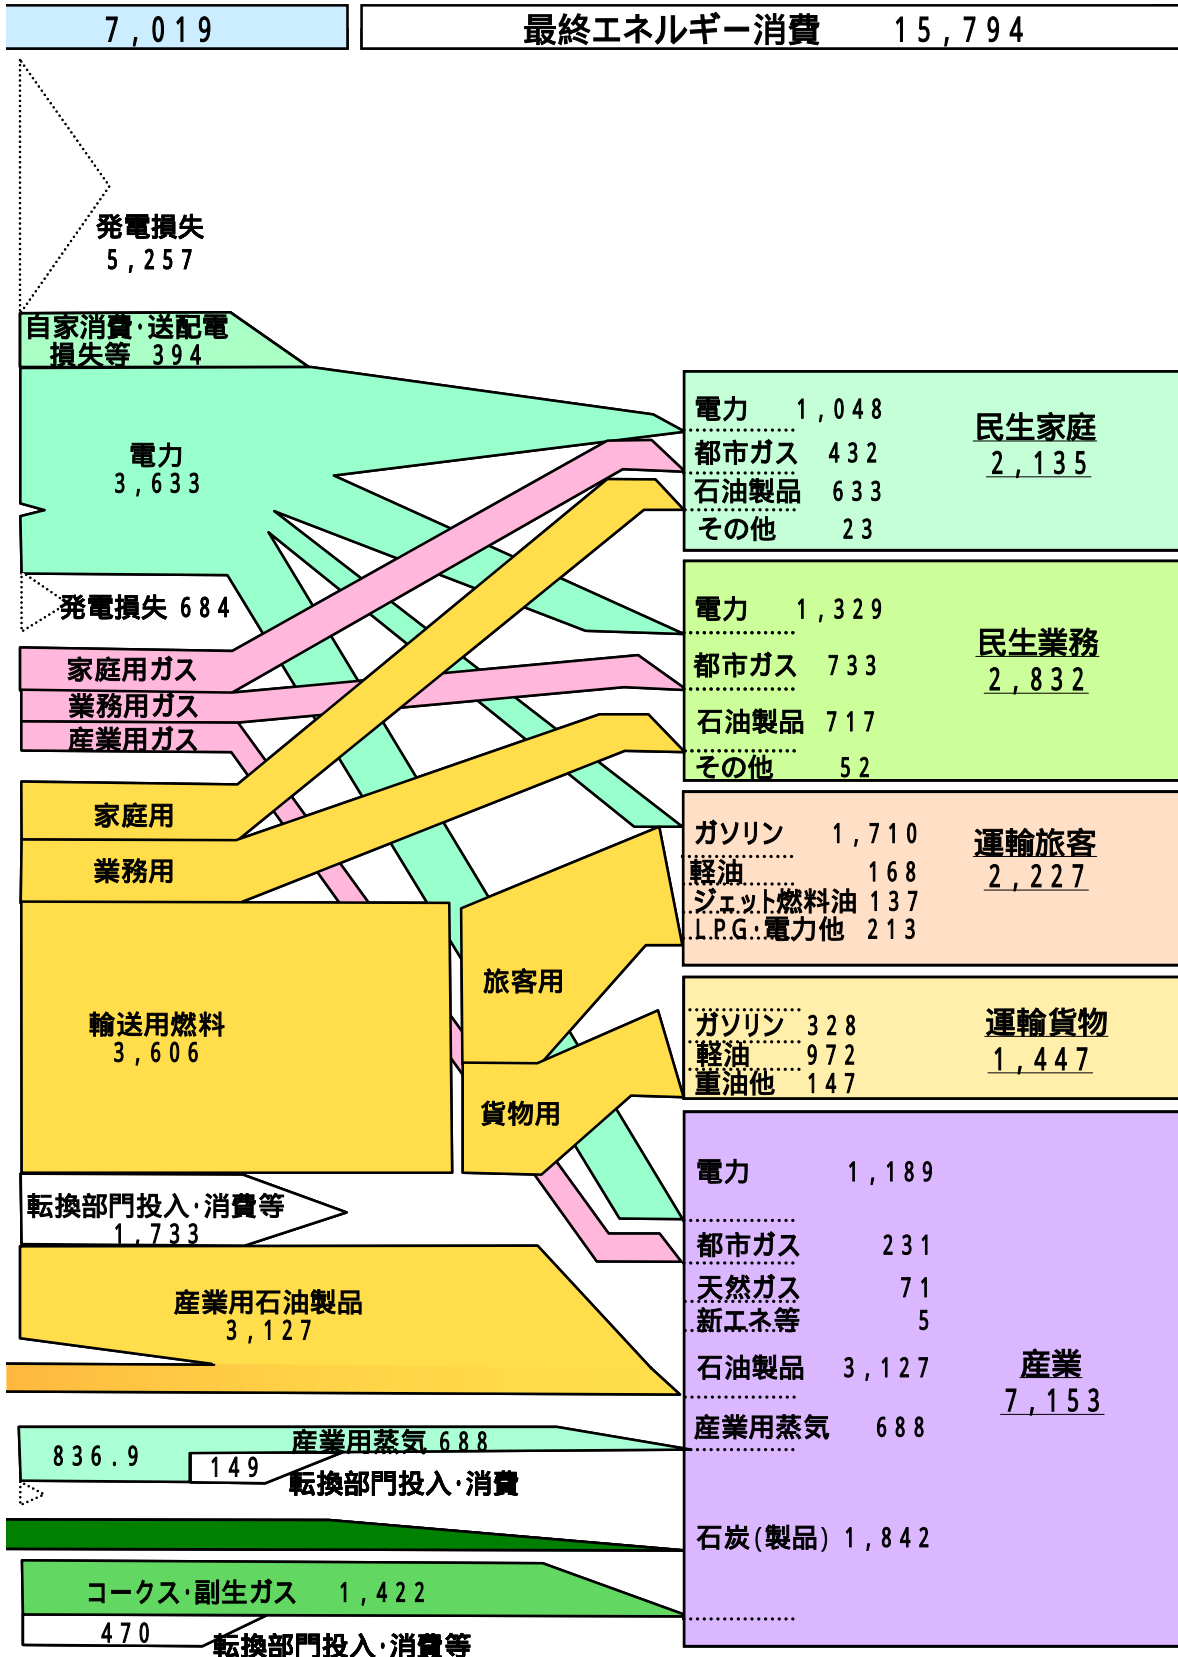 7,019
最終エネルギー消費 15,794
発電損失
5,257
自家消費・送配電
損失等 394
電力
3,633
発電損失 684
家庭用ガス
業務用ガス
産業用ガス
家庭用
業務用
輸送用燃料
3,606
旅客用
貨物用
転換部門投入・消費等
1,733
産業用石油製品
3,127
836.9
産業用蒸気 688
149
転換部門投入・消費
コークス・副生ガス 1,422
470
転換部門投入・消費等
電力 1,048
都市ガス 432
石油製品 633
その他 23
民生家庭
2,135
電力 1,329
都市ガス 733
石油製品 717
その他 52
民生業務
2,832
ガソリン 1,710
軽油 168
ジェット燃料油 137
LPG・電力他 213
運輸旅客
2,227
ガソリン 328
軽油 972
重油他 147
運輸貨物
1,447
電力 1,189
都市ガス 231
天然ガス 71
新エネ等 5
石油製品 3,127
産業用蒸気 688
石炭(製品) 1,842
産業
7,153